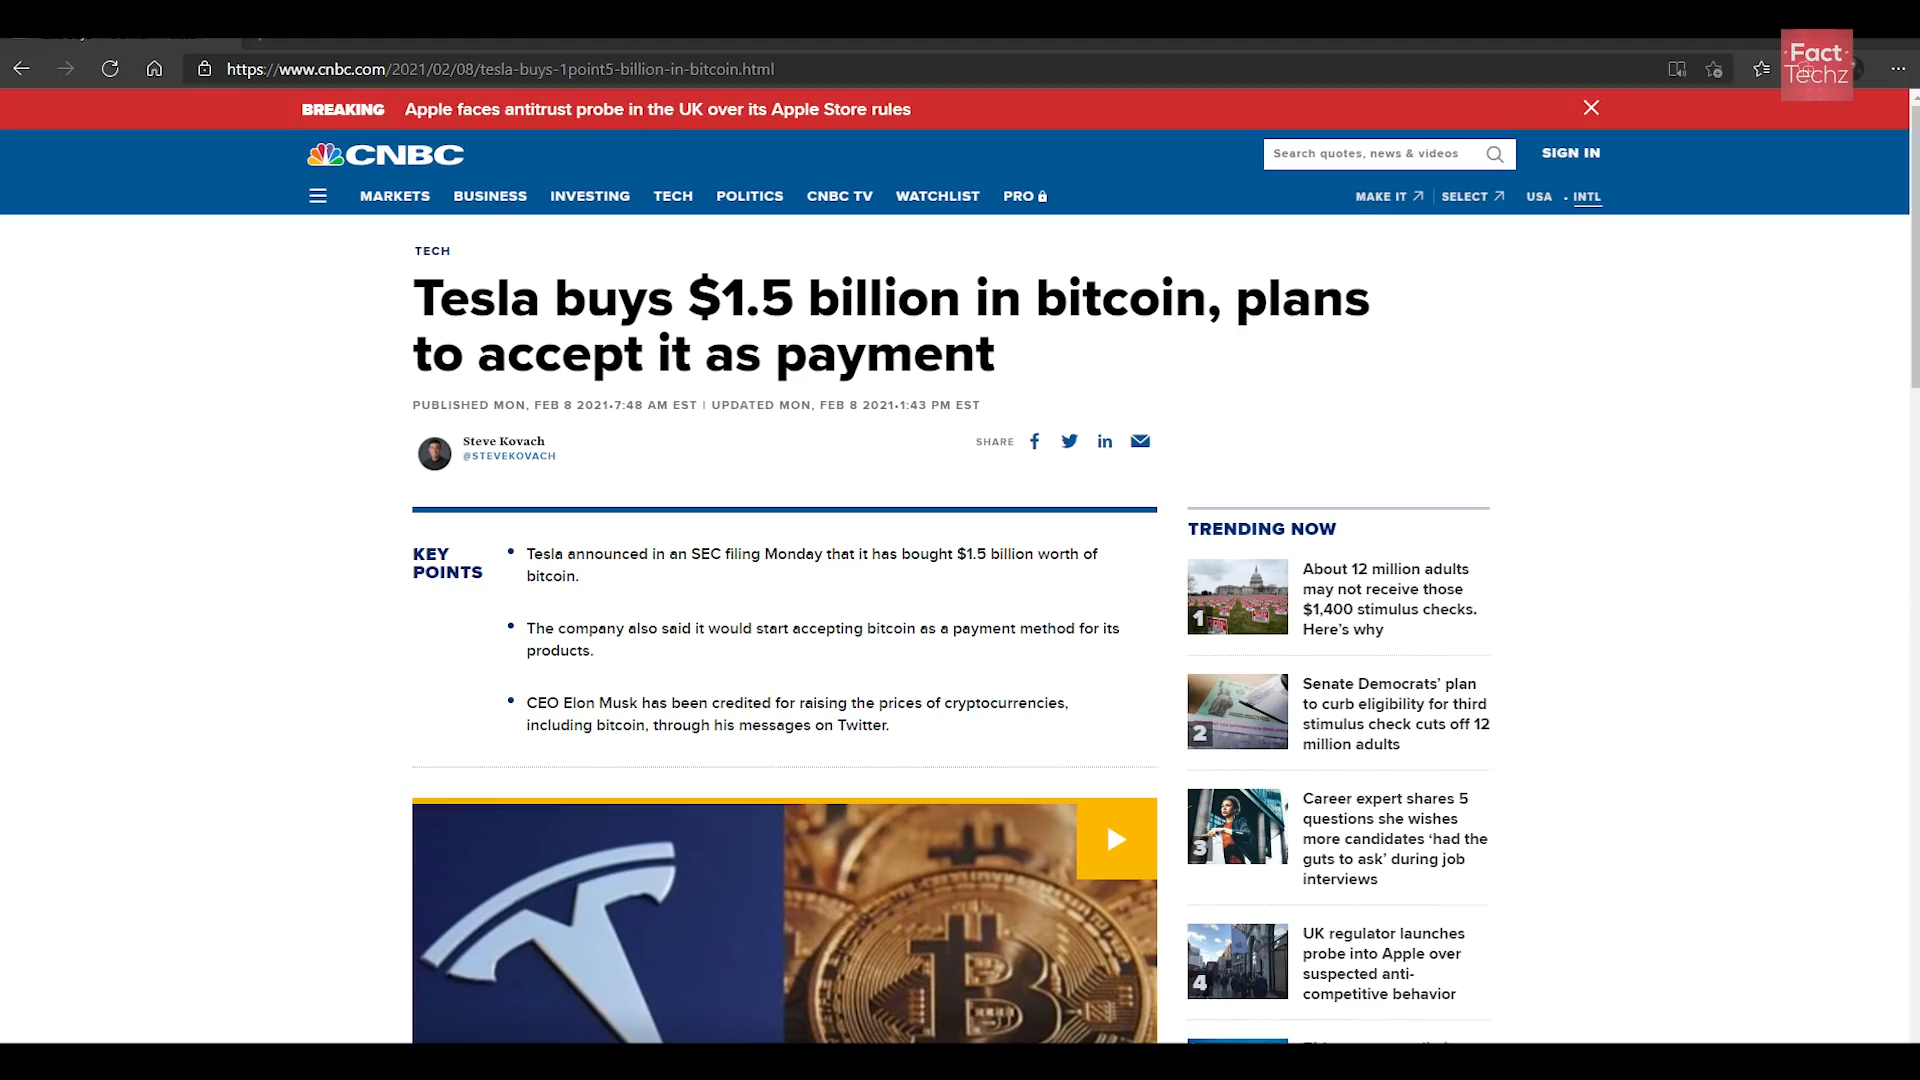 Fact
Techz
https://www.cnbc.com/2021/02/08/tesla-buys-1point5-billion-in-bitcoin.html
BREAKING Apple faces antitrust probe in the UK over its Apple Store rules
CNBC
Search quotes, news & videos
SIGN IN
MARKETS BUSINESS INVESTING TECH POLITICS CNBC TV WATCHLIST PRO
MAKE IT SELECT USA • INTL
TECH
Tesla buys $1.5 billion in bitcoin, plans
to accept it as payment
PUBLISHED MON, FEB 8 2021•7:48 AM EST | UPDATED MON, FEB 8 2021•1:43 PM EST
Steve Kovach
@STEVEKOVACH
SHARE
KEY
POINTS
• Tesla announced in an SEC filing Monday that it has bought $1.5 billion worth of
bitcoin.
• The company also said it would start accepting bitcoin as a payment method for its
products.
• CEO Elon Musk has been credited for raising the prices of cryptocurrencies,
including bitcoin, through his messages on Twitter.
TRENDING NOW
1
About 12 million adults
may not receive those
$1,400 stimulus checks.
Here's why
2
Senate Democrats' plan
to curb eligibility for third
stimulus check cuts off 12
million adults
3
Career expert shares 5
questions she wishes
more candidates ‘had the
guts to ask’ during job
interviews
4
UK regulator launches
probe into Apple over
suspected anti-
competitive behavior